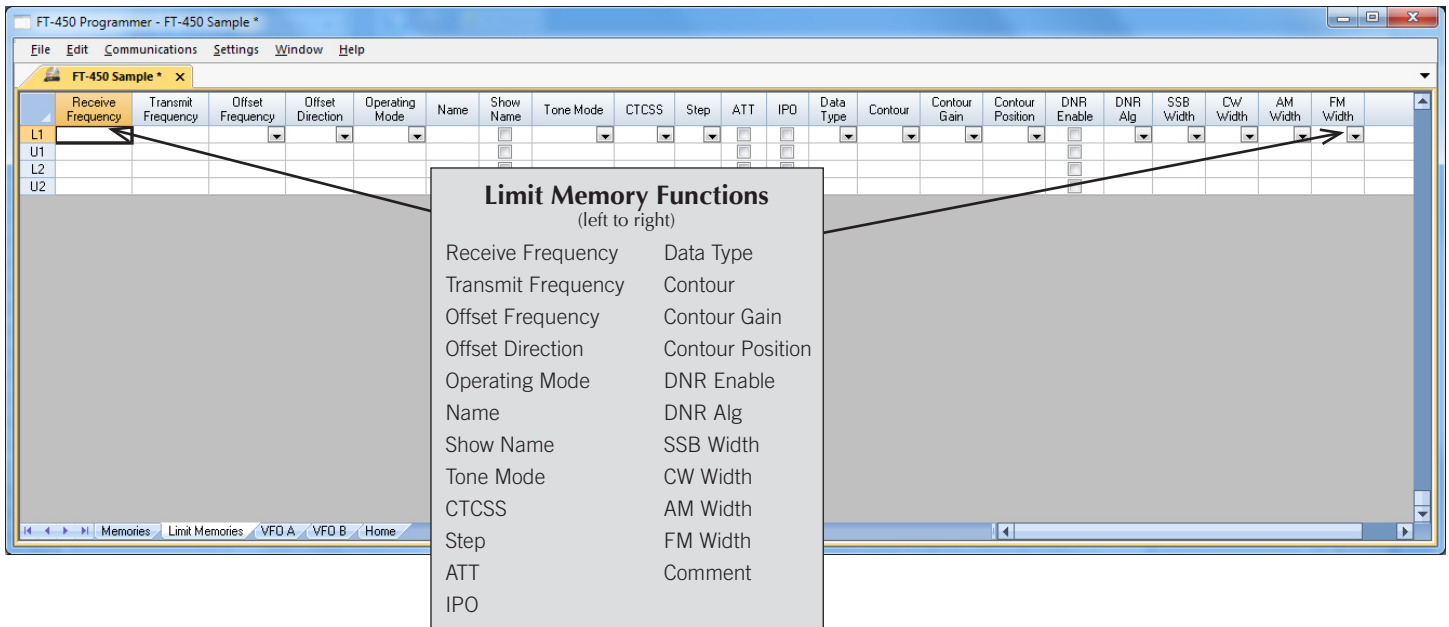 FT-450 Programmer - FT-450 Sample *
File Edit Communications Settings Window Help
FT-450 Sample * X
Receive Frequency Transmit Frequency Offset Frequency Offset Direction Operating Mode Name Show Name Tone Mode CTCSS Step ATT IPO Data Type Contour Contour Gain Contour Position DNR Enable DNR Alg SSB Width CW Width AM Width FM Width
L1
U1
L2
U2
Limit Memory Functions
(left to right)
Receive Frequency
Transmit Frequency
Offset Frequency
Offset Direction
Operating Mode
Name
Show Name
Tone Mode
CTCSS
Step
ATT
IPO
Data Type
Contour
Contour Gain
Contour Position
DNR Enable
DNR Alg
SSB Width
CW Width
AM Width
FM Width
Comment
Memories Limit Memories VFO A VFO B Home